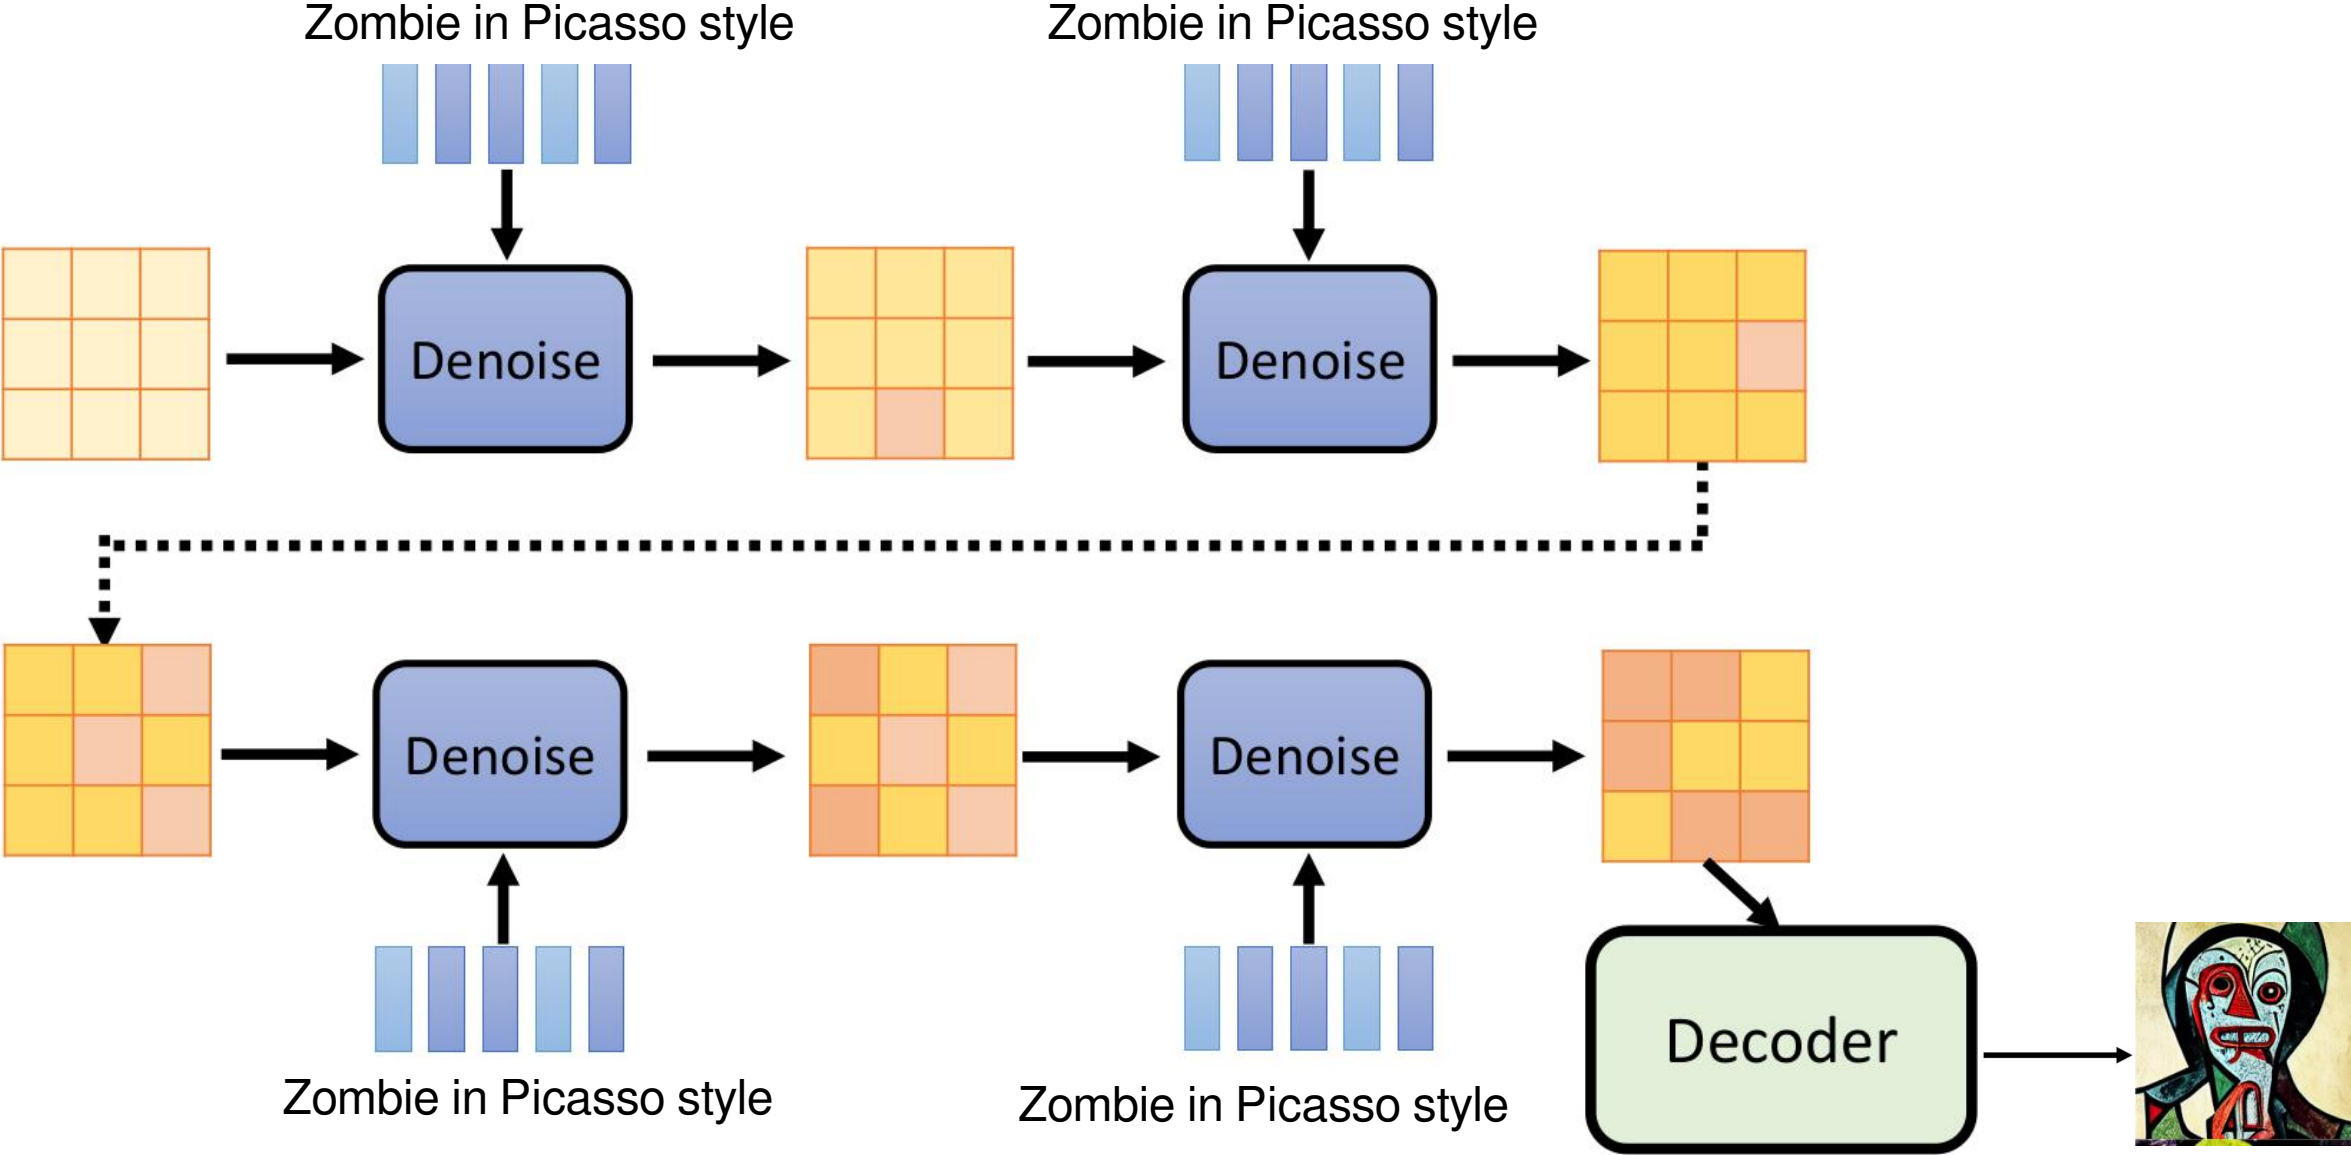 Zombie in Picasso style
Zombie in Picasso style
Denoise
Denoise
Denoise
Denoise
Zombie in Picasso style
Zombie in Picasso style
Decoder